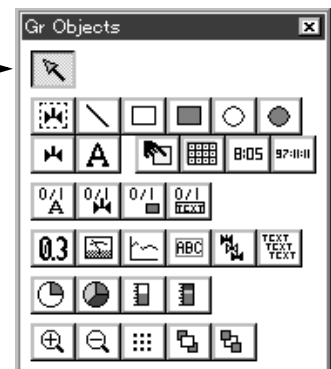 Gr Objects
A 8:05 97:11:11
0/1 A 0/1 0/1 0/1 TEXT
0.3 ABC TEXT TEXT TEXT